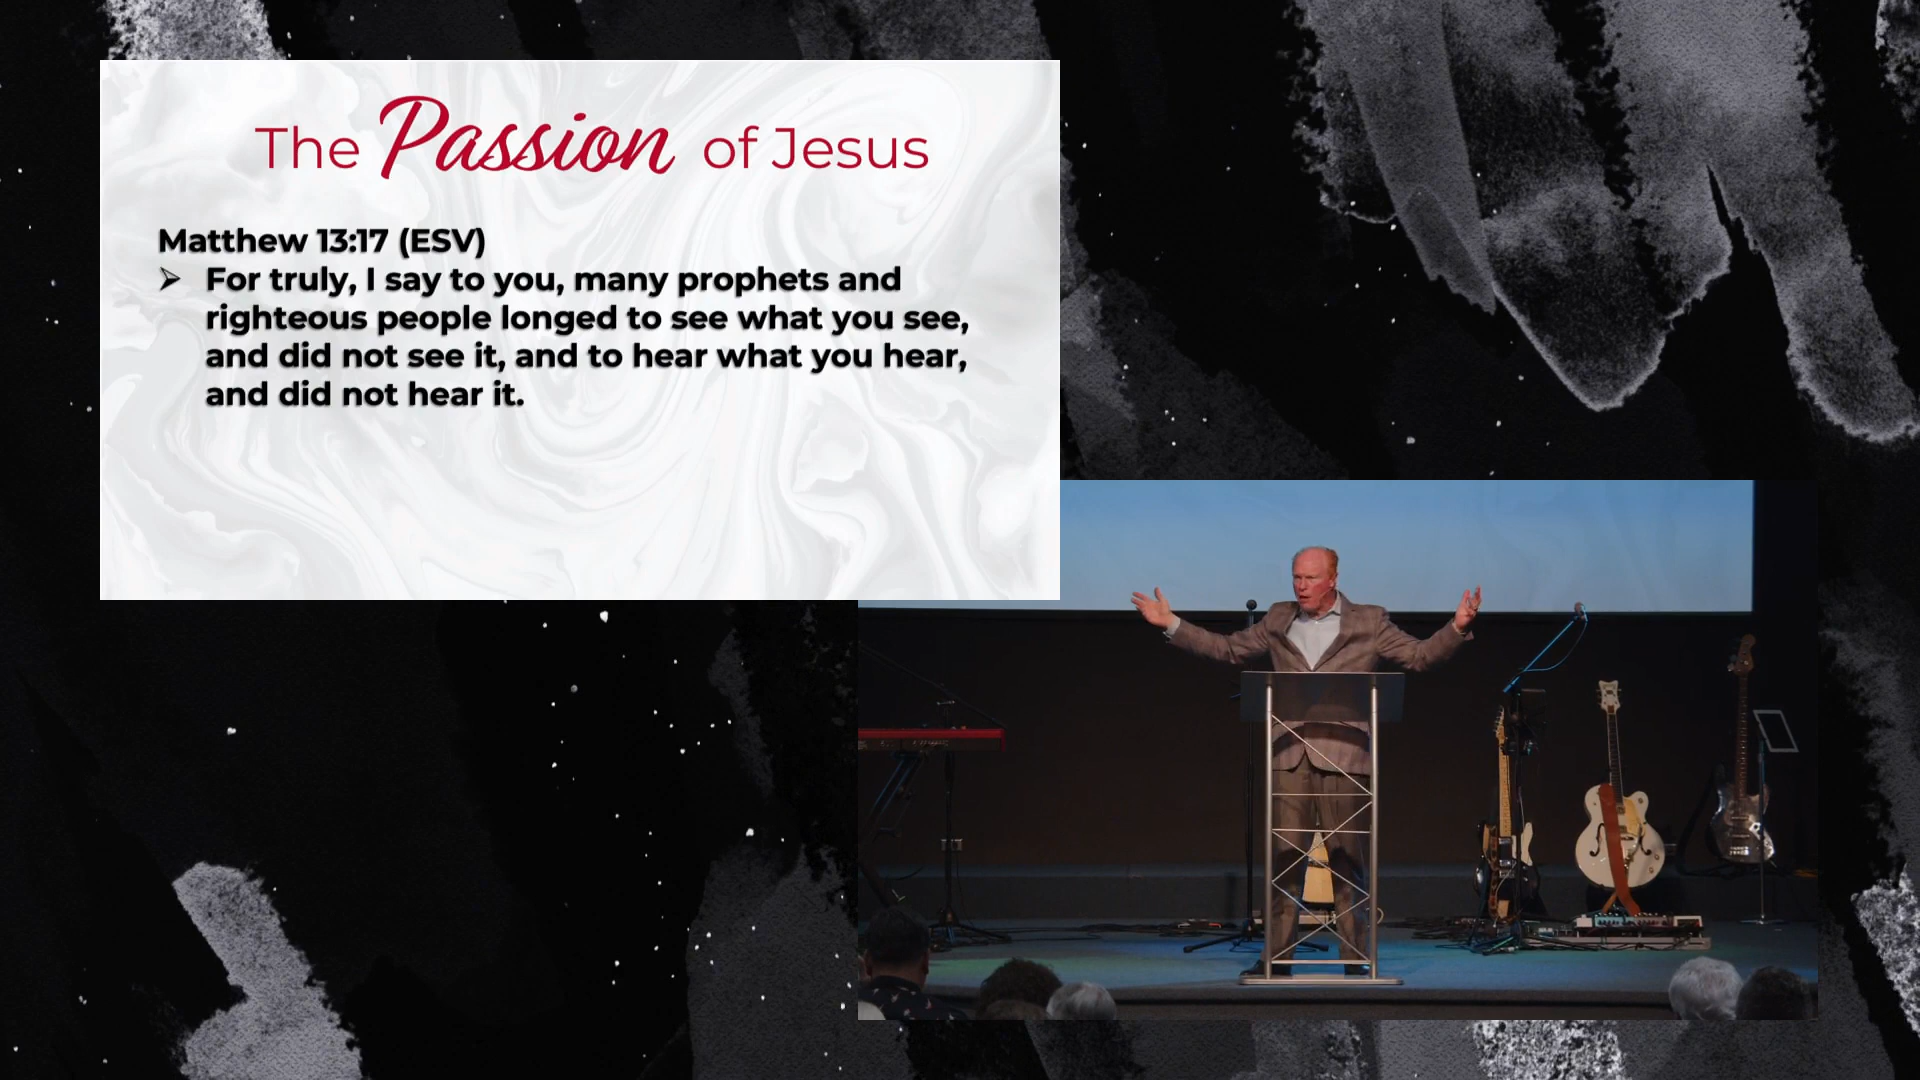 The Passion of Jesus
Matthew 13:17 (ESV)
➢ For truly, I say to you, many prophets and
righteous people longed to see what you see,
and did not see it, and to hear what you hear,
and did not hear it.